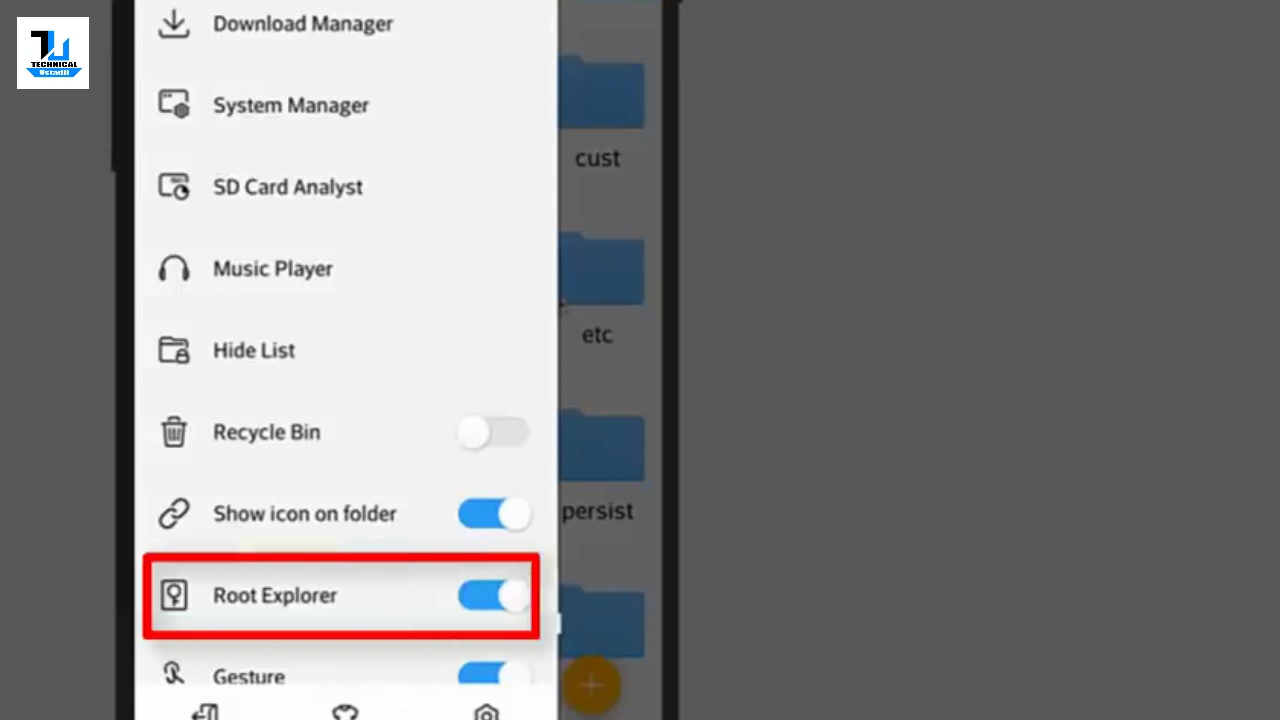 TECHNICAL
UstadJi
Download Manager
System Manager
SD Card Analyst
Music Player
Hide List
Recycle Bin
Show icon on folder
Root Explorer
Gesture
cust
etc
persist